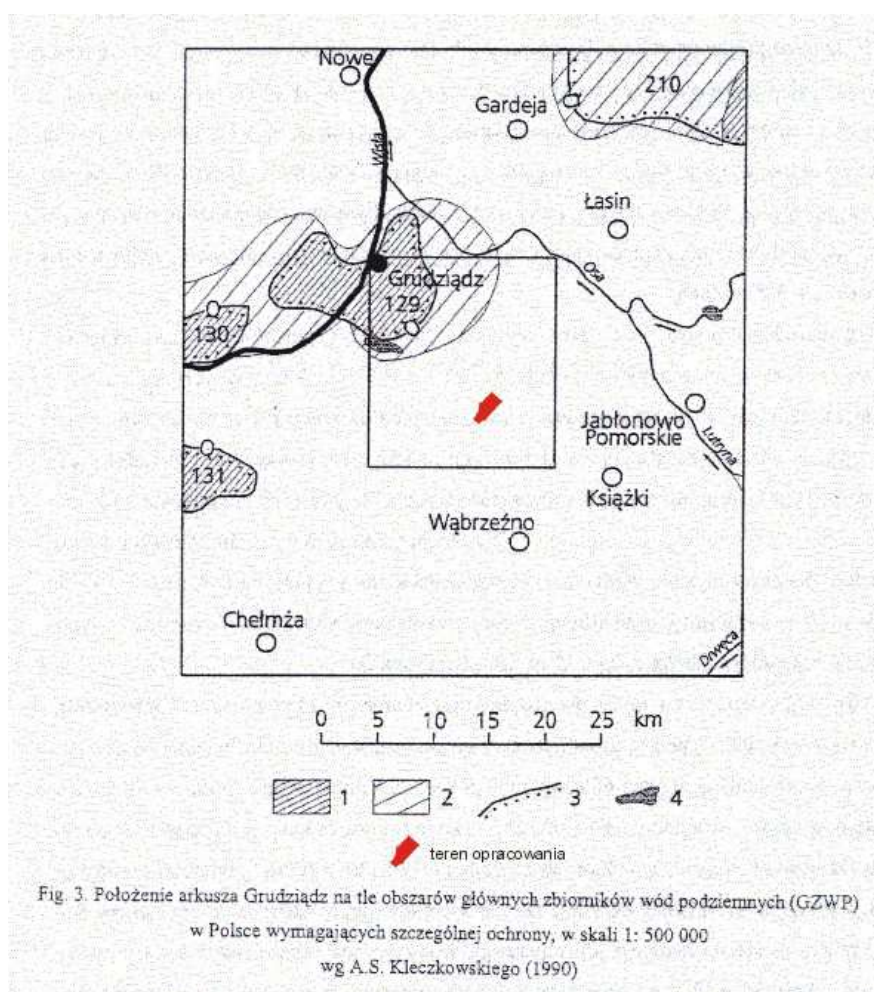 Nowe
210
Gardeja
Wisła
Łasin
Osa
Grudziądz
129
130
Jabłonowo
Pomorskie
Lutryna
131
Książki
Wąbrzeźno
Chełmża
Drwęca
0 5 10 15 20 25 km
1 2 3 4
teren opracowania
Fig. 3. Położenie arkusza Grudziądz na tle obszarów głównych zbiorników wód podziemnych (GZWP)
w Polsce wymagających szczególnej ochrony, w skali 1: 500 000
wg A.S. Kleczkowskiego (1990)